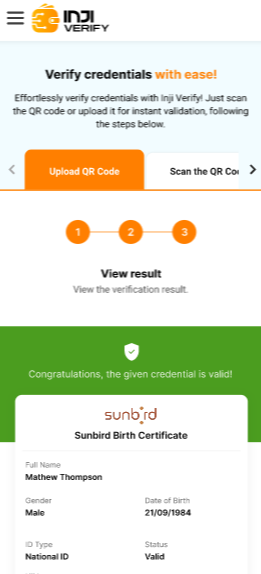 INJI
VERIFY
Verify credentials with ease!
Effortlessly verify credentials with Inji Verify! Just scan
the QR code or upload it for instant validation, following
the steps below.
Upload QR Code
Scan the QR Co
1 2 3
View result
View the verification result.
Congratulations, the given credential is valid!
sunbird
Sunbird Birth Certificate
Full Name
Mathew Thompson
Gender Date of Birth
Male 21/09/1984
ID Type Status
National ID Valid